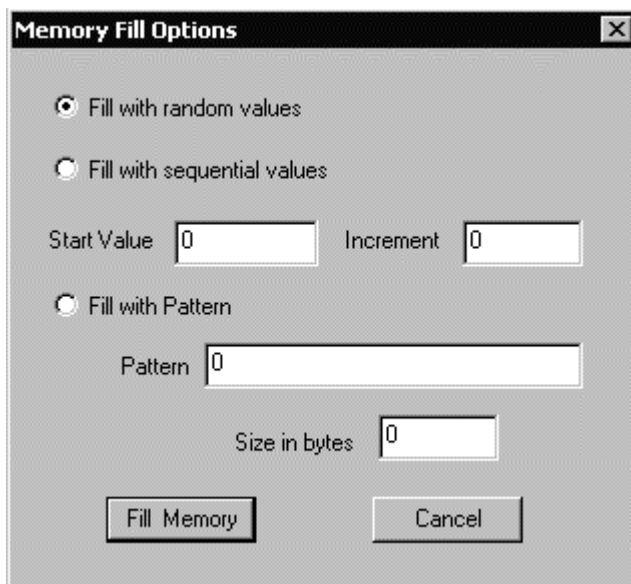 Memory Fill Options
Fill with random values
Fill with sequential values
Start Value 0 Increment 0
Fill with Pattern
Pattern 0
Size in bytes 0
Fill Memory Cancel